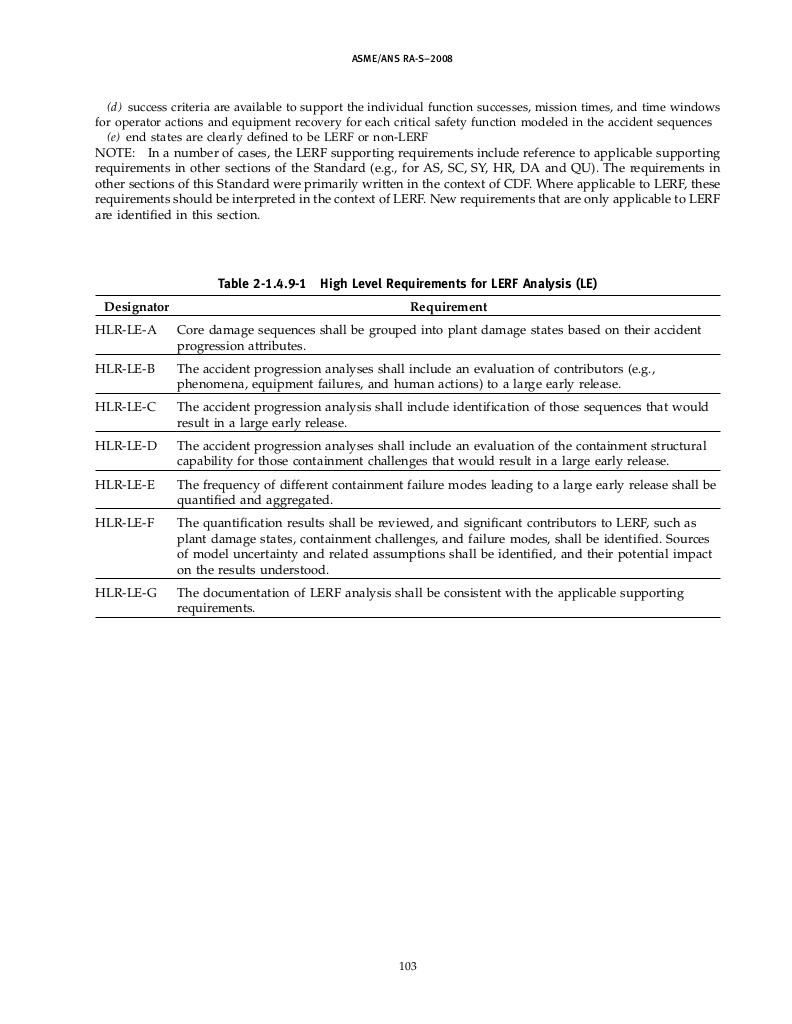 ASME/ANS RA-S–2008
(d) success criteria are available to support the individual function successes, mission times, and time windows
for operator actions and equipment recovery for each critical safety function modeled in the accident sequences
(e) end states are clearly defined to be LERF or non-LERF
NOTE: In a number of cases, the LERF supporting requirements include reference to applicable supporting
requirements in other sections of the Standard (e.g., for AS, SC, SY, HR, DA and QU). The requirements in
other sections of this Standard were primarily written in the context of CDF. Where applicable to LERF, these
requirements should be interpreted in the context of LERF. New requirements that are only applicable to LERF
are identified in this section.
Table 2-1.4.9-1 High Level Requirements for LERF Analysis (LE)
Designator Requirement
HLR-LE-A Core damage sequences shall be grouped into plant damage states based on their accident
progression attributes.
HLR-LE-B The accident progression analyses shall include an evaluation of contributors (e.g.,
phenomena, equipment failures, and human actions) to a large early release.
HLR-LE-C The accident progression analysis shall include identification of those sequences that would
result in a large early release.
HLR-LE-D The accident progression analyses shall include an evaluation of the containment structural
capability for those containment challenges that would result in a large early release.
HLR-LE-E The frequency of different containment failure modes leading to a large early release shall be
quantified and aggregated.
HLR-LE-F The quantification results shall be reviewed, and significant contributors to LERF, such as
plant damage states, containment challenges, and failure modes, shall be identified. Sources
of model uncertainty and related assumptions shall be identified, and their potential impact
on the results understood.
HLR-LE-G The documentation of LERF analysis shall be consistent with the applicable supporting
requirements.
103